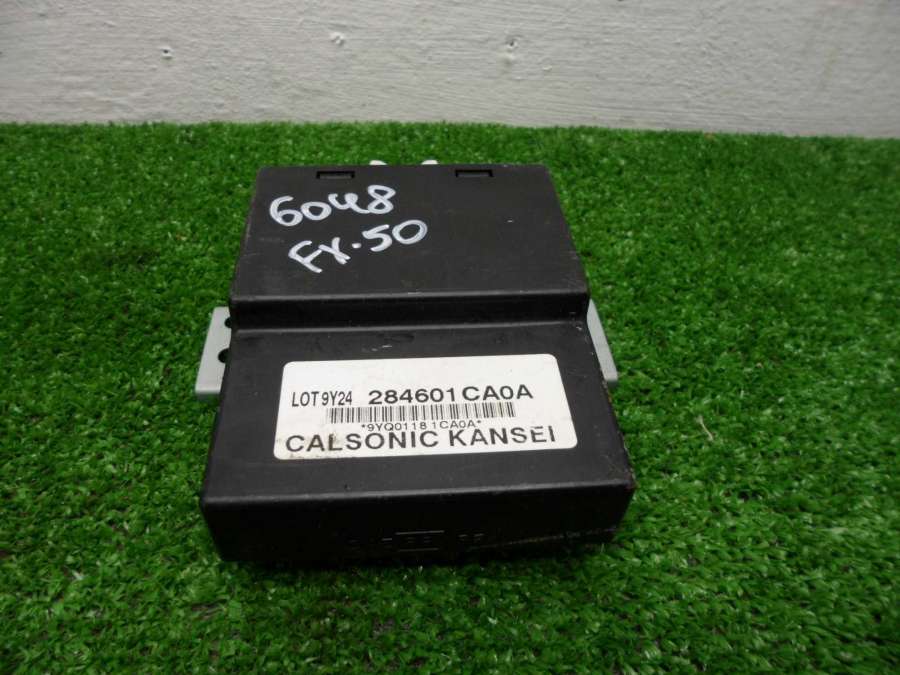 6048
FX-50
LOT 9Y24 284601CA0A
*9YQ01181CA0A*
CALSONIC KANSEI